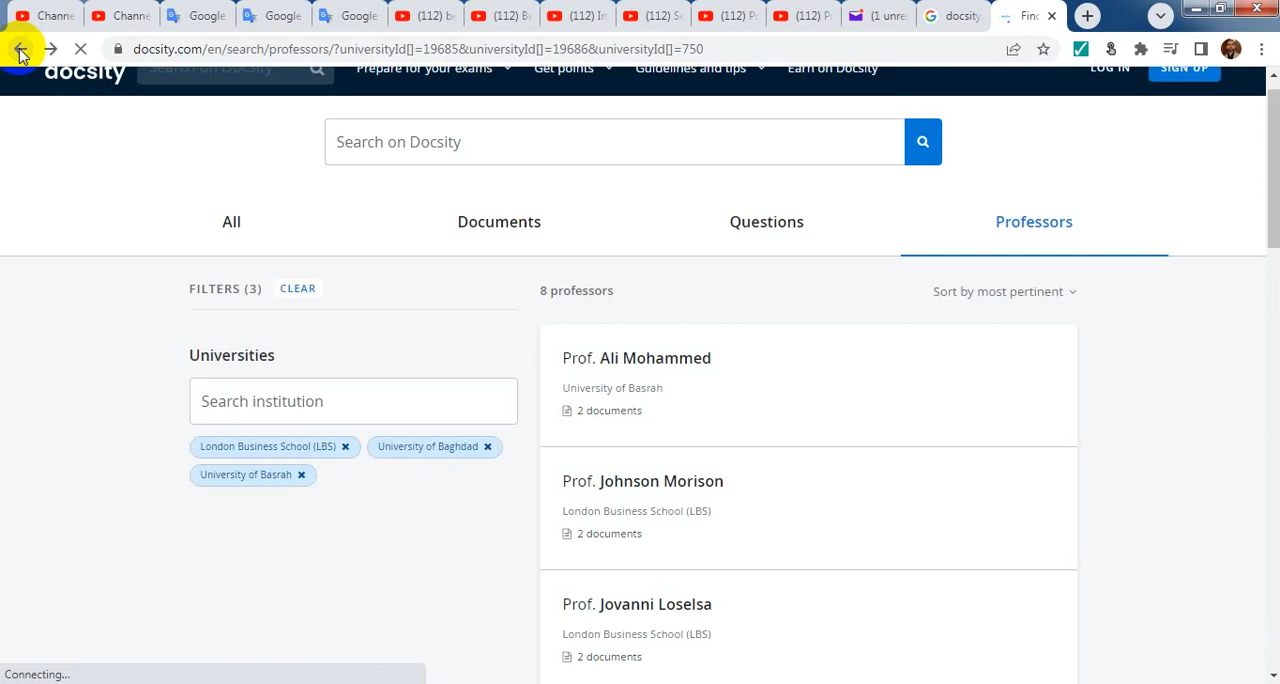 Channe
Channe
Google
Google
Google
(112) b
(112) B
(112) In
(112) S
(112) P
(112) P
(1 unre
docsity
Fin
docsity.com/en/search/professors/?universityId[]=19685&universityId[]=19686&universityId[]=750
docsity
Search on Docsity
Prepare for your exams
Get points
Guidelines and tips
Earn on Docsity
LOG IN
SIGN UP
Search on Docsity
All
Documents
Questions
Professors
FILTERS (3)
CLEAR
8 professors
Sort by most pertinent
Universities
Search institution
London Business School (LBS)
University of Baghdad
University of Basrah
Prof. Ali Mohammed
University of Basrah
2 documents
Prof. Johnson Morison
London Business School (LBS)
2 documents
Prof. Jovanni Loselsa
London Business School (LBS)
2 documents
Connecting...